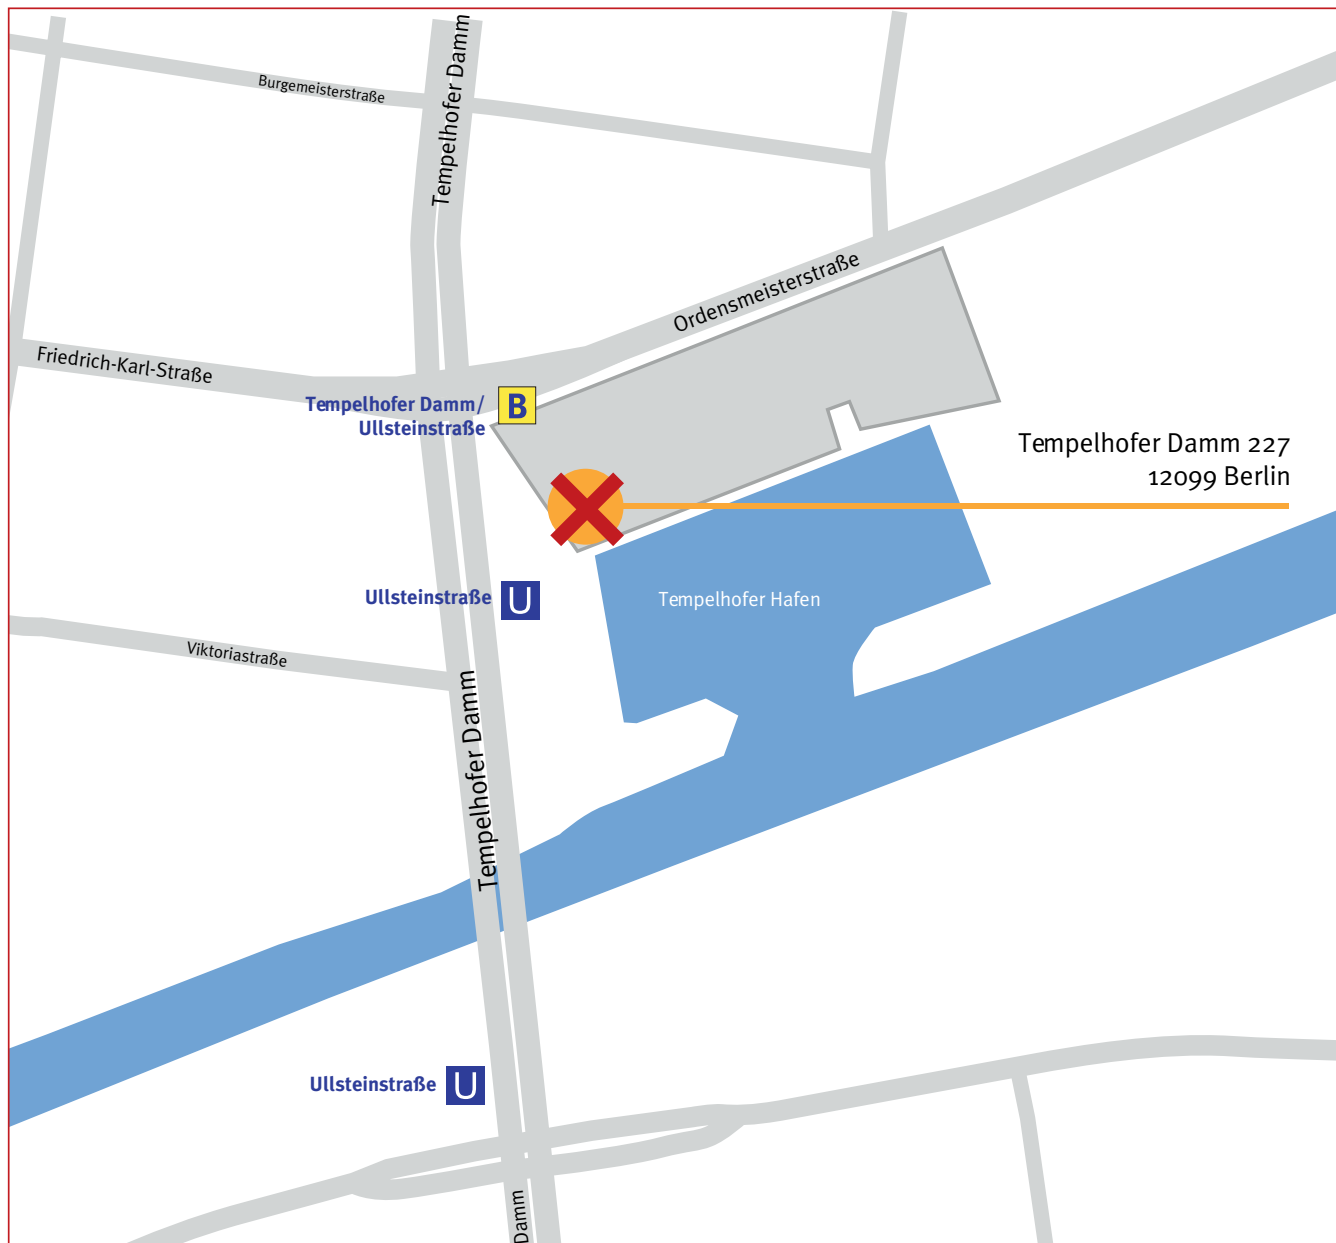 Tempelhofer Damm
Burgemeisterstraße
Ordensmeisterstraße
Friedrich-Karl-Straße
Tempelhofer Damm/
Ullsteinstraße
B
Tempelhofer Damm 227
12099 Berlin
Ullsteinstraße
U
Tempelhofer Hafen
Viktoriastraße
Tempelhofer Damm
Ullsteinstraße
U
Damm